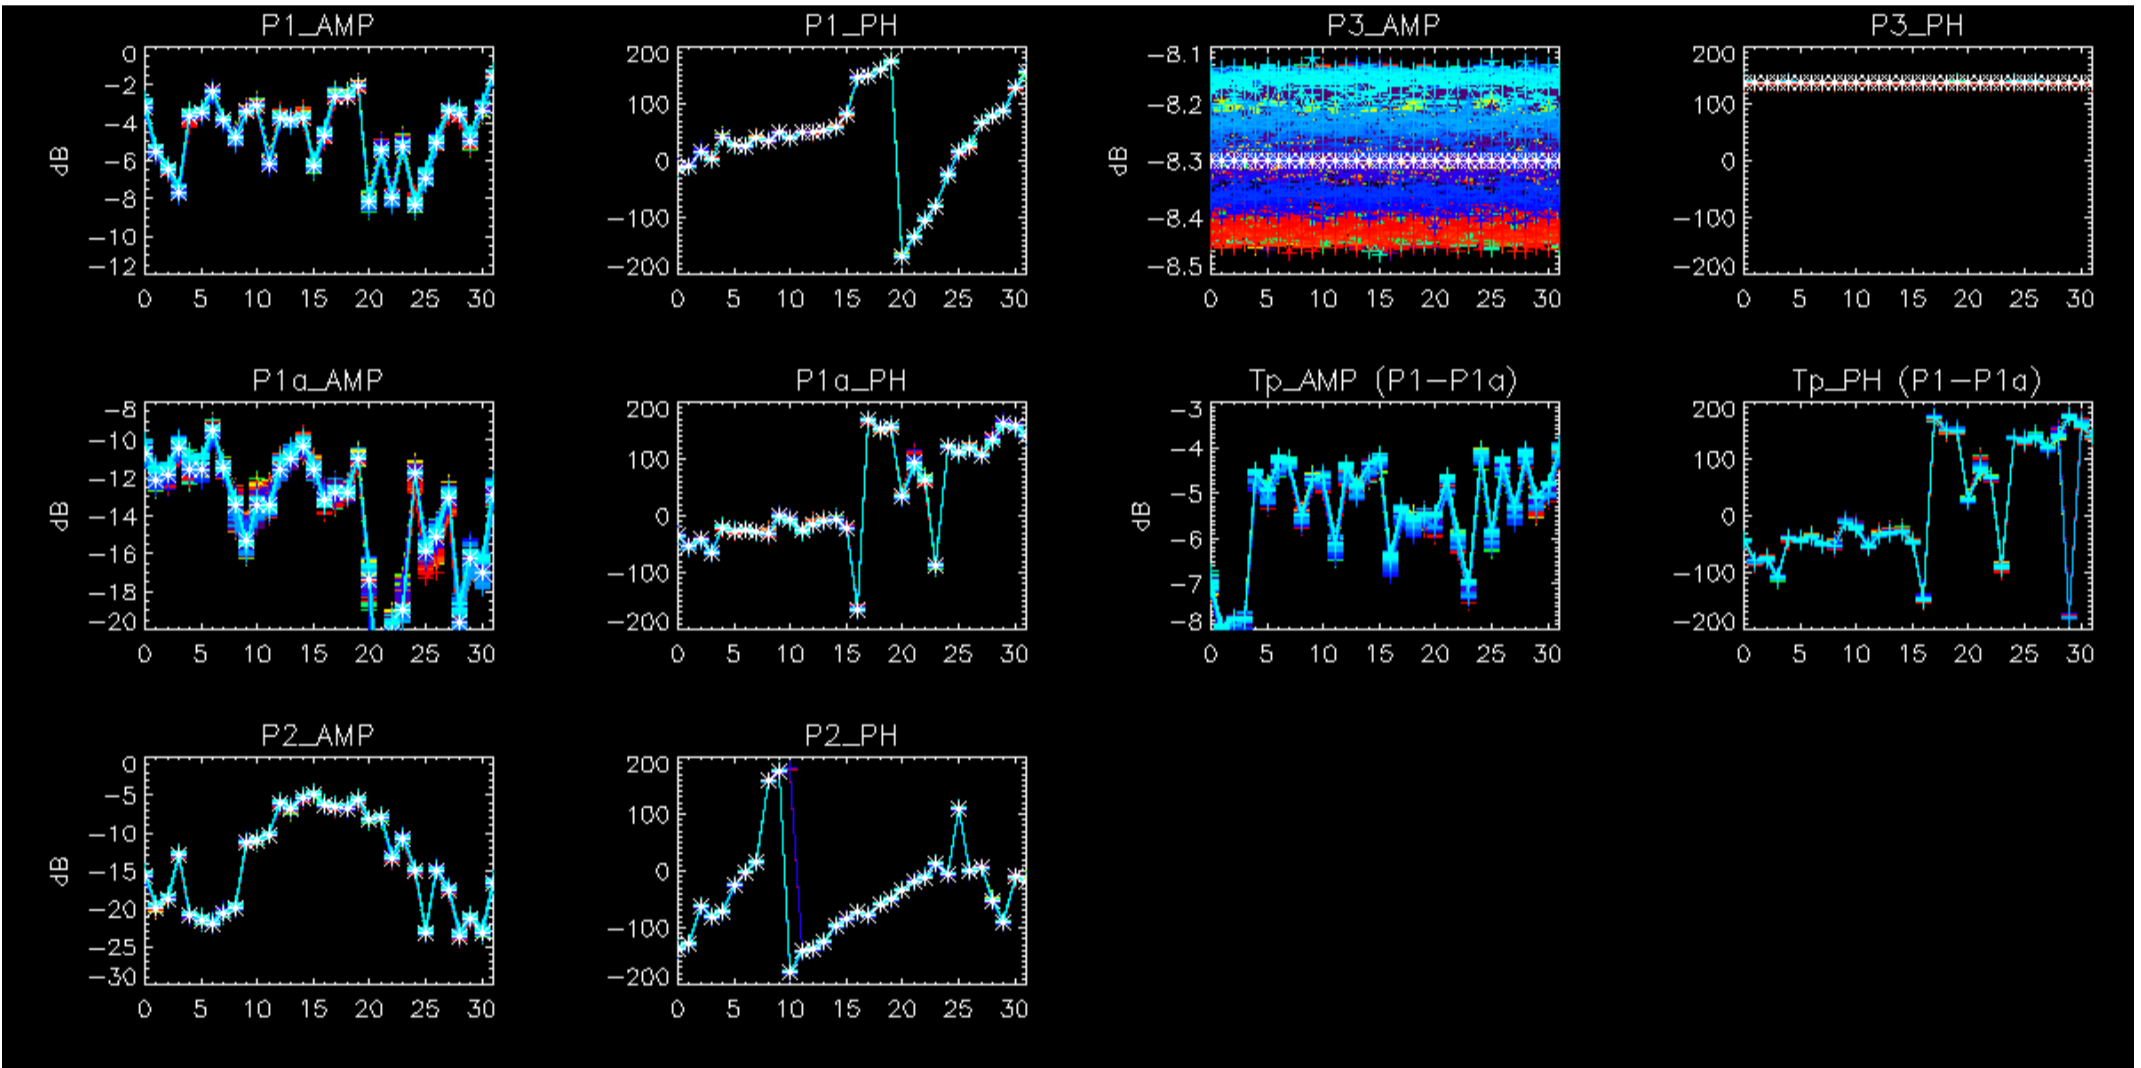 P1_AMP
dB
0
−2
−4
−6
−8
−10
−12
0 5 10 15 20 25 30
P1_PH
200
100
0
−100
−200
0 5 10 15 20 25 30
P3_AMP
dB
−8.1
−8.2
−8.3
−8.4
−8.5
0 5 10 15 20 25 30
P3_PH
200
100
0
−100
−200
0 5 10 15 20 25 30
P1a_AMP
dB
−8
−10
−12
−14
−16
−18
−20
0 5 10 15 20 25 30
P1a_PH
200
100
0
−100
−200
0 5 10 15 20 25 30
Tp_AMP (P1−P1a)
dB
−3
−4
−5
−6
−7
−8
0 5 10 15 20 25 30
Tp_PH (P1−P1a)
200
100
0
−100
−200
0 5 10 15 20 25 30
P2_AMP
dB
0
−5
−10
−15
−20
−25
−30
0 5 10 15 20 25 30
P2_PH
200
100
0
−100
−200
0 5 10 15 20 25 30